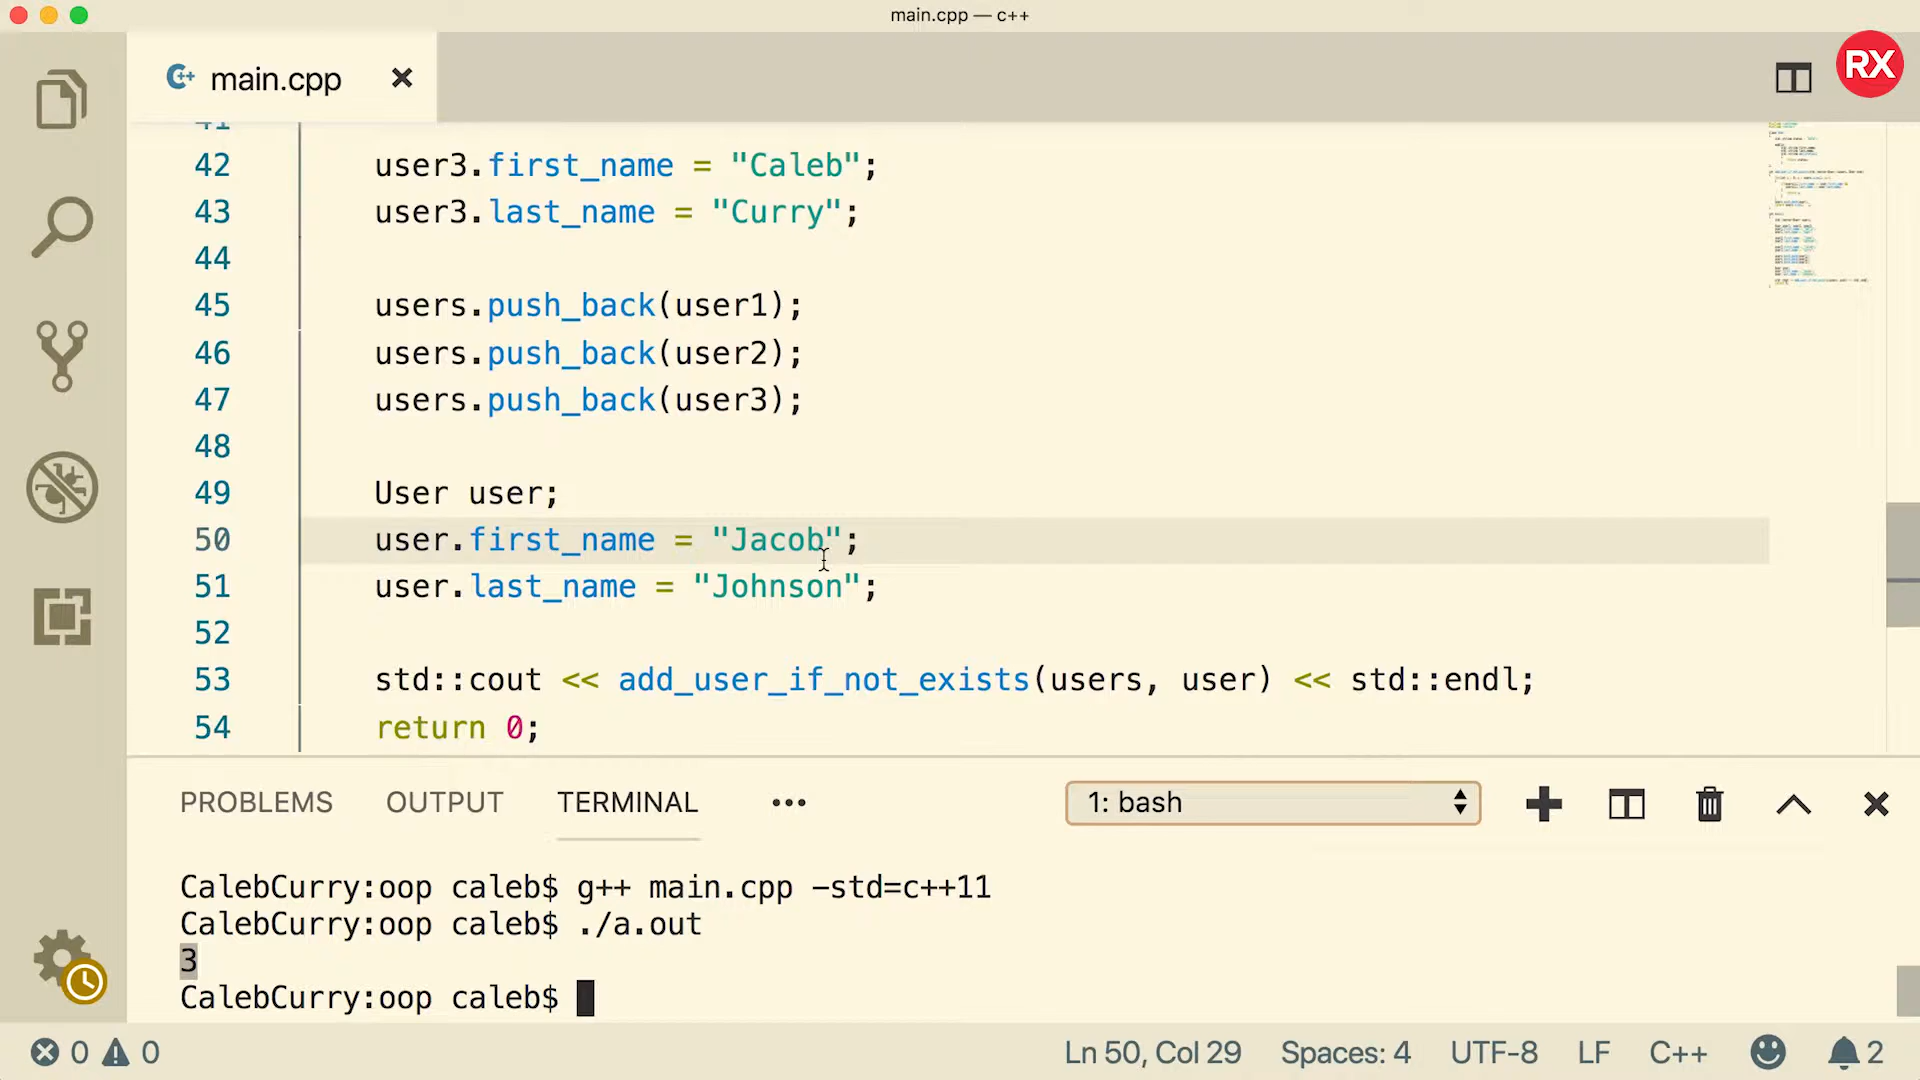 main.cpp — c++
main.cpp
RX
41
42 user3.first_name = "Caleb";
43 user3.last_name = "Curry";
44
45 users.push_back(user1);
46 users.push_back(user2);
47 users.push_back(user3);
48
49 User user;
50 user.first_name = "Jacob";
51 user.last_name = "Johnson";
52
53 std::cout << add_user_if_not_exists(users, user) << std::endl;
54 return 0;
PROBLEMS OUTPUT TERMINAL ••• 1: bash
CalebCurry:oop caleb$ g++ main.cpp -std=c++11
CalebCurry:oop caleb$ ./a.out
3
CalebCurry:oop caleb$
0 0 Ln 50, Col 29 Spaces: 4 UTF-8 LF C++ 2